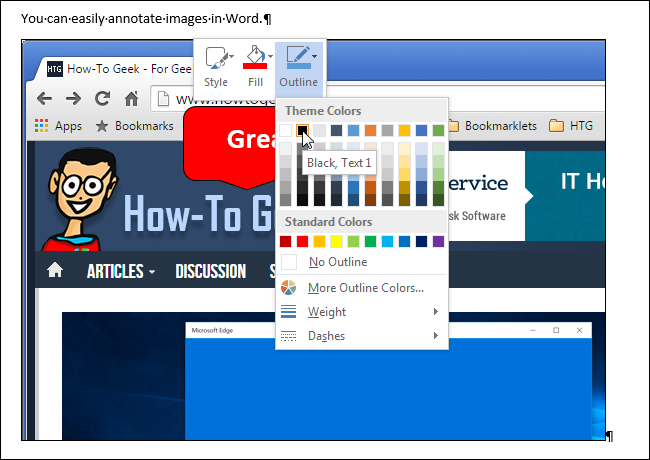 You·can·easily·annotate·images·in·Word.¶
HTG How-To Geek - For Gee
Style Fill Outline
www.howtoge
Apps Bookmarks Bookmarklets HTG
Theme Colors
Grea
Black, Text 1
ervice IT Ho
sk Software
How-To G
Standard Colors
No Outline
ARTICLES DISCUSSION S
More Outline Colors...
Weight
Dashes
Microsoft Edge
¶